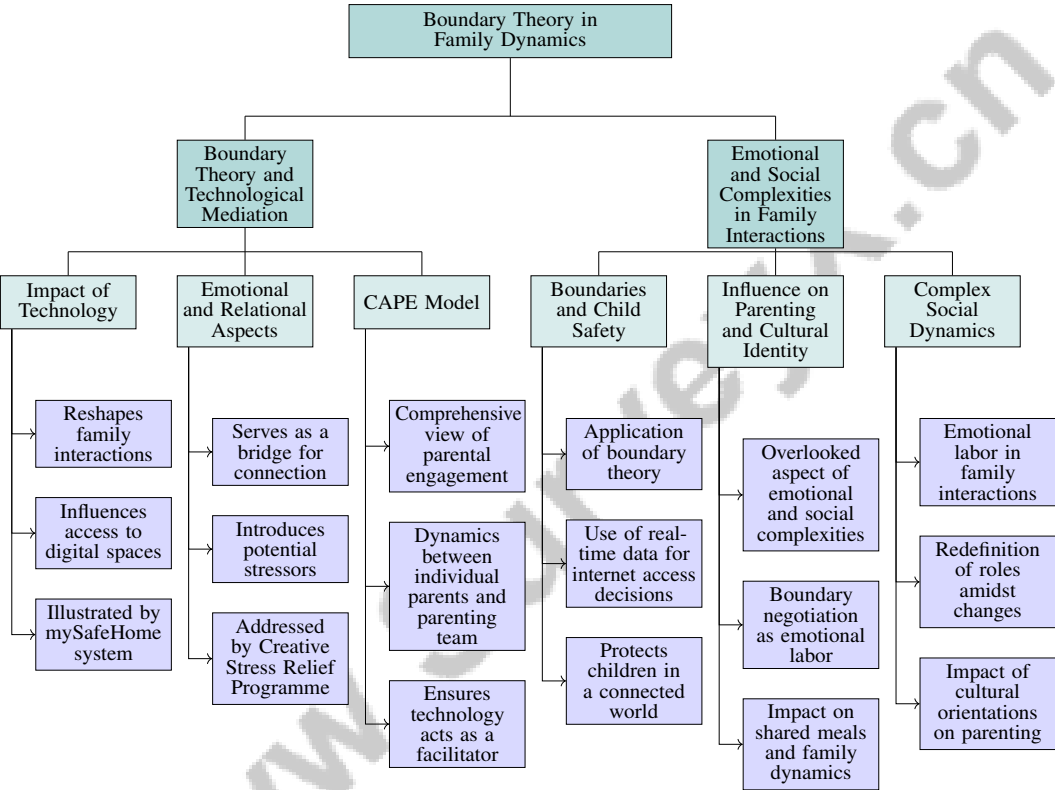 Boundary Theory in
Family Dynamics
Boundary
Theory and
Technological
Mediation
Emotional
and Social
Complexities
in Family
Interactions
Impact of
Technology
Emotional
and Relational
Aspects
CAPE Model
Boundaries
and Child
Safety
Influence on
Parenting
and Cultural
Identity
Complex
Social
Dynamics
Reshapes
family
interactions
Influences
access to
digital spaces
Illustrated by
mySafeHome
system
Serves as a
bridge for
connection
Introduces
potential
stressors
Addressed
by Creative
Stress Relief
Programme
Comprehensive
view of
parental
engagement
Dynamics
between
individual
parents and
parenting
team
Ensures
technology
acts as a
facilitator
Application
of boundary
theory
Use of real-
time data for
internet access
decisions
Protects
children in
a connected
world
Overlooked
aspect of
emotional
and social
complexities
Boundary
negotiation
as emotional
labor
Impact on
shared meals
and family
dynamics
Emotional
labor in
family
interactions
Redefinition
of roles
amidst
changes
Impact of
cultural
orientations
on parenting